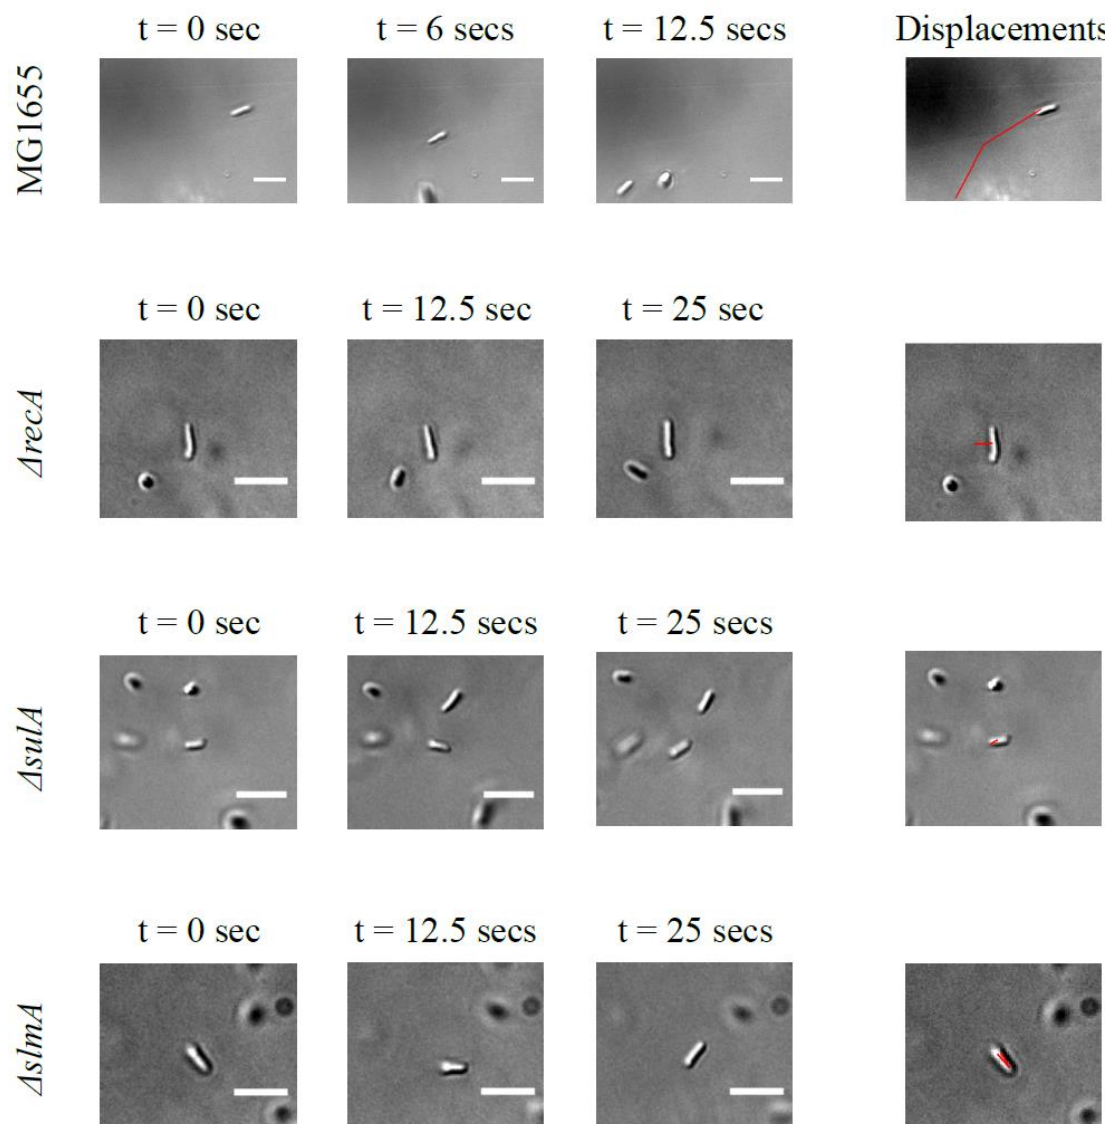 t = 0 sec t = 6 secs t = 12.5 secs Displacements
MG1655
t = 0 sec t = 12.5 sec t = 25 sec
ΔrecA
t = 0 sec t = 12.5 secs t = 25 secs
ΔsulA
t = 0 sec t = 12.5 secs t = 25 secs
ΔslmA